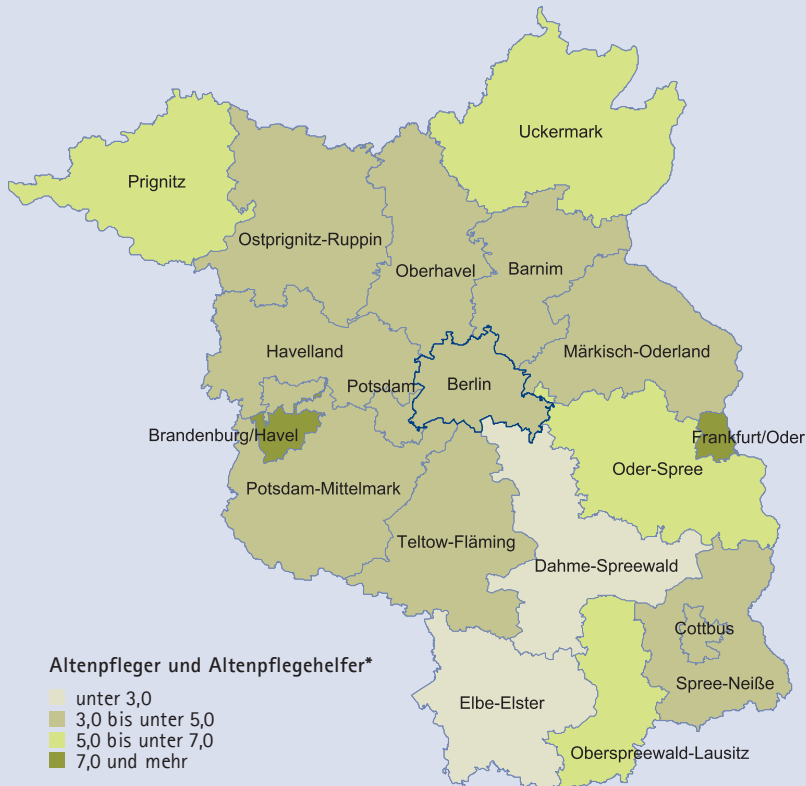 Uckermark
Prignitz
Ostprignitz-Ruppin
Oberhavel
Barnim
Havelland
Märkisch-Oderland
Potsdam
Berlin
Brandenburg/Havel
Frankfurt/Oder
Oder-Spree
Potsdam-Mittelmark
Teltow-Fläming
Dahme-Spreewald
Cottbus
Spree-Neiße
Elbe-Elster
Oberspreewald-Lausitz
Altenpfleger und Altenpflegehelfer*
unter 3,0
3,0 bis unter 5,0
5,0 bis unter 7,0
7,0 und mehr